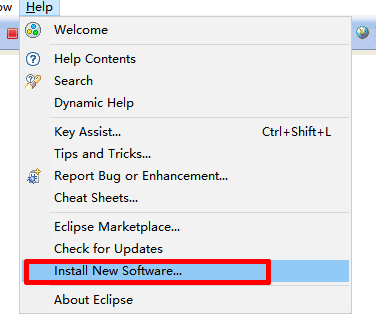 ow Help
Welcome
Help Contents
Search
Dynamic Help
Key Assist... Ctrl+Shift+L
Tips and Tricks...
Report Bug or Enhancement...
Cheat Sheets...
Eclipse Marketplace...
Check for Updates
Install New Software...
About Eclipse